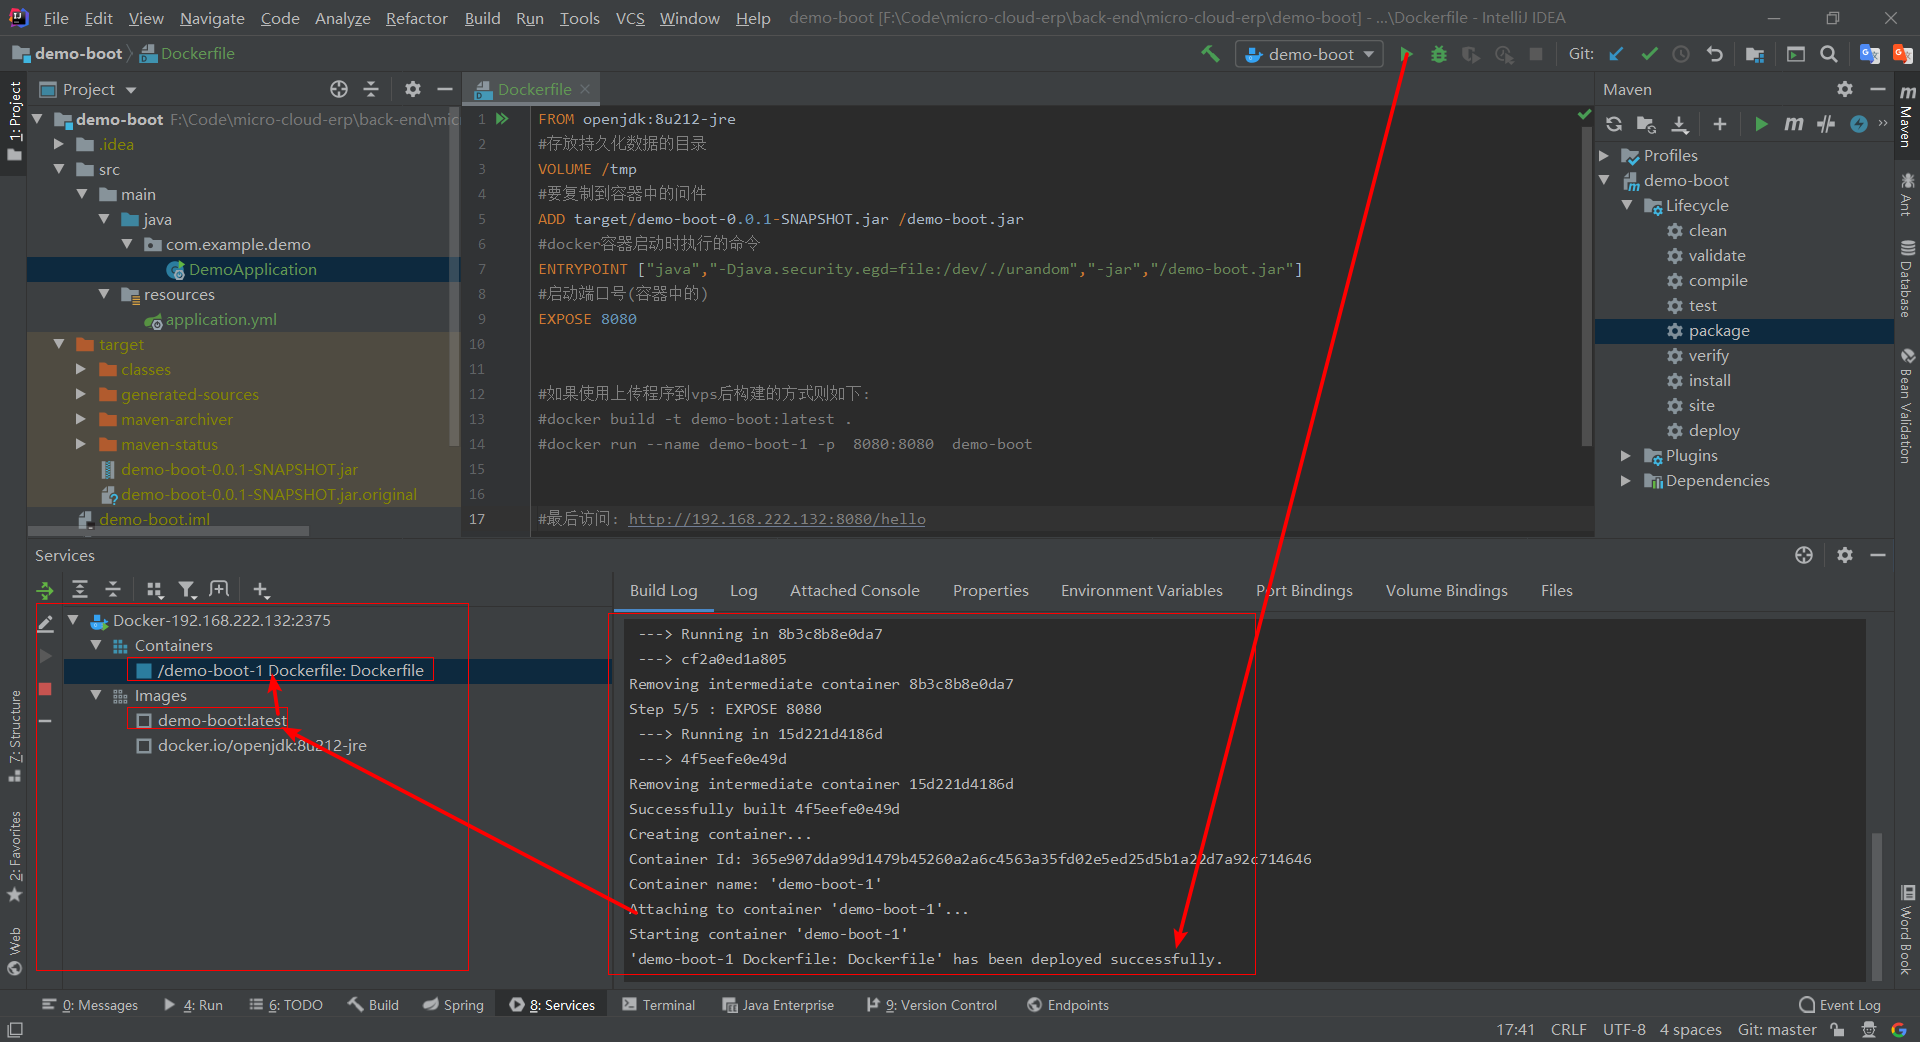 File Edit View Navigate Code Analyze Refactor Build Run Tools VCS Window Help demo-boot [F:\Code\micro-cloud-erp\back-end\micro-cloud-erp\demo-boot] - ...\Dockerfile - IntelliJ IDEA
demo-boot Dockerfile demo-boot Git:
Project
Dockerfile
Maven
1: Project
demo-boot F:\Code\micro-cloud-erp\back-end\mic
.idea
src
main
java
com.example.demo
DemoApplication
resources
application.yml
target
classes
generated-sources
maven-archiver
maven-status
demo-boot-0.0.1-SNAPSHOT.jar
demo-boot-0.0.1-SNAPSHOT.jar.original
demo-boot.iml
1 FROM openjdk:8u212-jre
2 #存放持久化数据的目录
3 VOLUME /tmp
4 #要复制到容器中的问件
5 ADD target/demo-boot-0.0.1-SNAPSHOT.jar /demo-boot.jar
6 #docker容器启动时执行的命令
7 ENTRYPOINT ["java","-Djava.security.egd=file:/dev/./urandom","-jar","/demo-boot.jar"]
8 #启动端口号(容器中的)
9 EXPOSE 8080
10
11
12 #如果使用上传程序到vps后构建的方式则如下:
13 #docker build -t demo-boot:latest .
14 #docker run --name demo-boot-1 -p  8080:8080  demo-boot
15
16
17 #最后访问: http://192.168.222.132:8080/hello
Profiles
demo-boot
Lifecycle
clean
validate
compile
test
package
verify
install
site
deploy
Plugins
Dependencies
Maven
Ant
Database
Bean Validation
Word Book
Services
Build Log Log Attached Console Properties Environment Variables Port Bindings Volume Bindings Files
Docker-192.168.222.132:2375
Containers
/demo-boot-1 Dockerfile: Dockerfile
Images
demo-boot:latest
docker.io/openjdk:8u212-jre
---> Running in 8b3c8b8e0da7
---> cf2a0ed1a805
Removing intermediate container 8b3c8b8e0da7
Step 5/5 : EXPOSE 8080
---> Running in 15d221d4186d
---> 4f5eefe0e49d
Removing intermediate container 15d221d4186d
Successfully built 4f5eefe0e49d
Creating container...
Container Id: 365e907dda99d1479b45260a2a6c4563a35fd02e5ed25d5b1a22d7a92c714646
Container name: 'demo-boot-1'
Attaching to container 'demo-boot-1'...
Starting container 'demo-boot-1'
'demo-boot-1 Dockerfile: Dockerfile' has been deployed successfully.
7: Structure
2: Favorites
Web
0: Messages 4: Run 6: TODO Build Spring 8: Services Terminal Java Enterprise 9: Version Control Endpoints Event Log
17:41 CRLF UTF-8 4 spaces Git: master